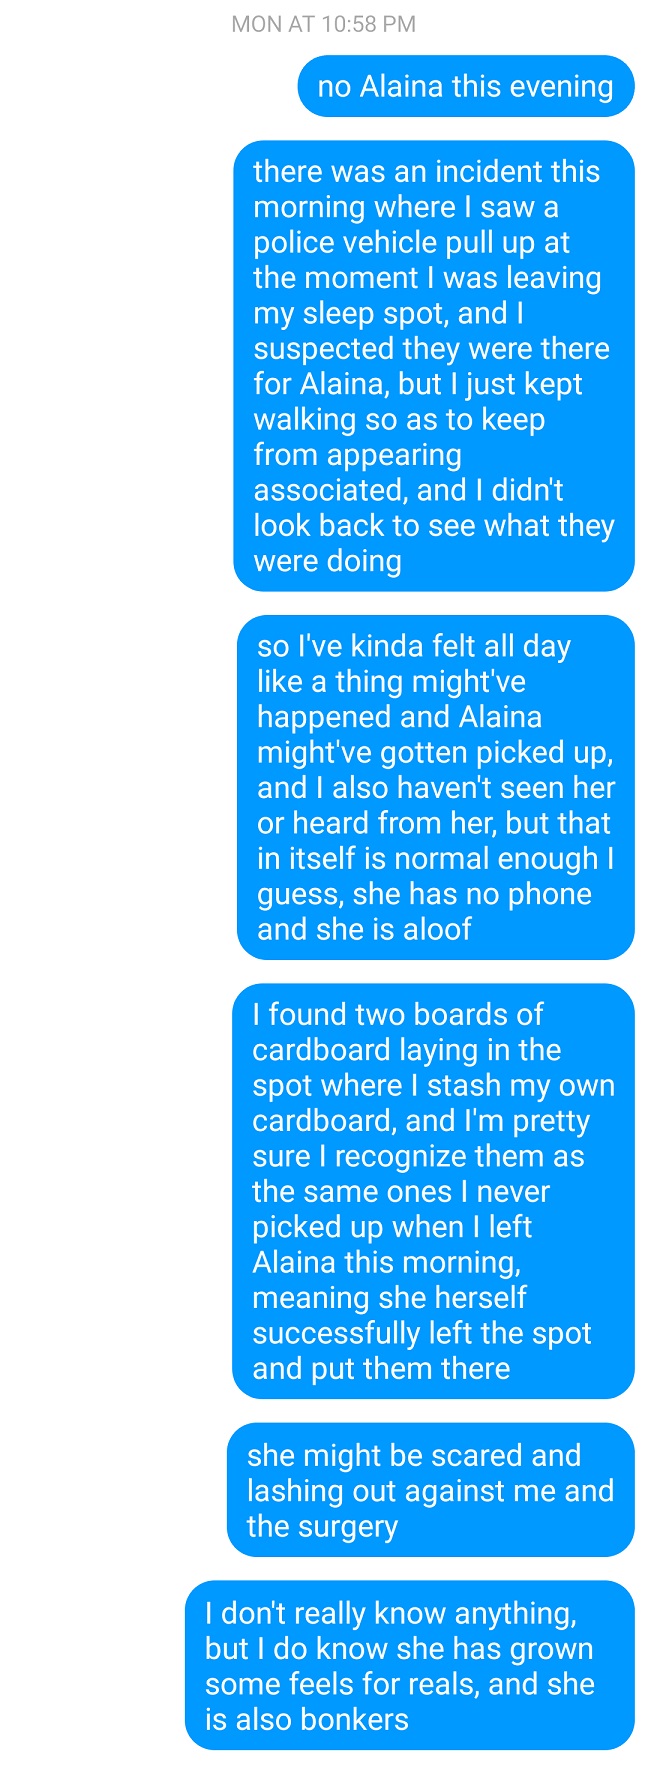 MON AT 10:58 PM
no Alaina this evening
there was an incident this
morning where I saw a
police vehicle pull up at
the moment I was leaving
my sleep spot, and I
suspected they were there
for Alaina, but I just kept
walking so as to keep
from appearing
associated, and I didn't
look back to see what they
were doing
so I've kinda felt all day
like a thing might've
happened and Alaina
might've gotten picked up,
and I also haven't seen her
or heard from her, but that
in itself is normal enough I
guess, she has no phone
and she is aloof
I found two boards of
cardboard laying in the
spot where I stash my own
cardboard, and I'm pretty
sure I recognize them as
the same ones I never
picked up when I left
Alaina this morning,
meaning she herself
successfully left the spot
and put them there
she might be scared and
lashing out against me and
the surgery
I don't really know anything,
but I do know she has grown
some feels for reals, and she
is also bonkers